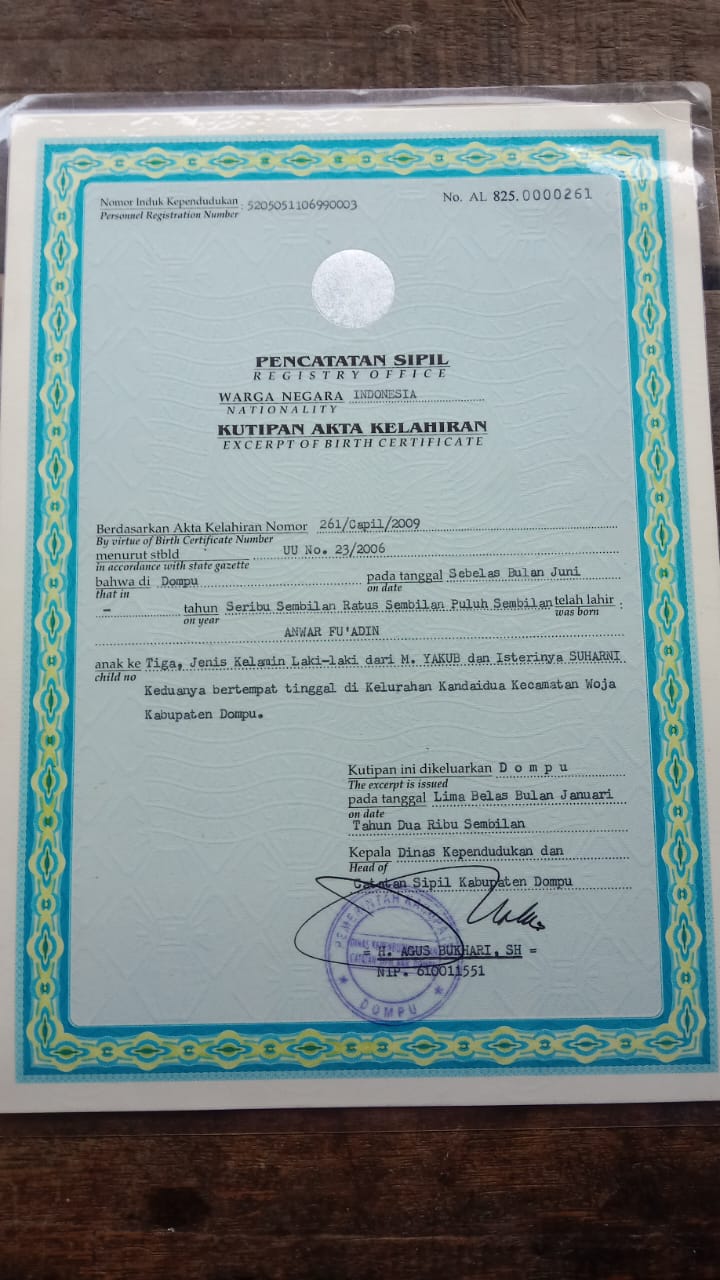 Nomor Induk Kependudukan : 5205051106990003
Personnel Registration Number
No. AL 825.0000261
PENCATATAN SIPIL
REGISTRY OFFICE
WARGA NEGARA INDONESIA
NATIONALITY
KUTIPAN AKTA KELAHIRAN
EXCERPT OF BIRTH CERTIFICATE
Berdasarkan Akta Kelahiran Nomor 261/Capil/2009
By virtue of Birth Certificate Number
menurut stbld UU No. 23/2006
in accordance with state gazette
bahwa di Dompu pada tanggal Sebelas Bulan Juni
that in on date
- tahun Seribu Sembilan Ratus Sembilan Puluh Sembilan telah lahir :
on year was born
ANWAR FU'ADIN
anak ke Tiga, Jenis Kelamin Laki-laki dari M. YAKUB dan Isterinya SUHARNI
child no
Keduanya bertempat tinggal di Kelurahan Kandaidua Kecamatan Woja
Kabupaten Dompu.
Kutipan ini dikeluarkan D o m p u
The excerpt is issued
pada tanggal Lima Belas Bulan Januari
on date
Tahun Dua Ribu Sembilan
Kepala Dinas Kependudukan dan
Head of
Catatan Sipil Kabupaten Dompu
= H. AGUS BUKHARI, SH =
NIP. 610011551
DOMPU